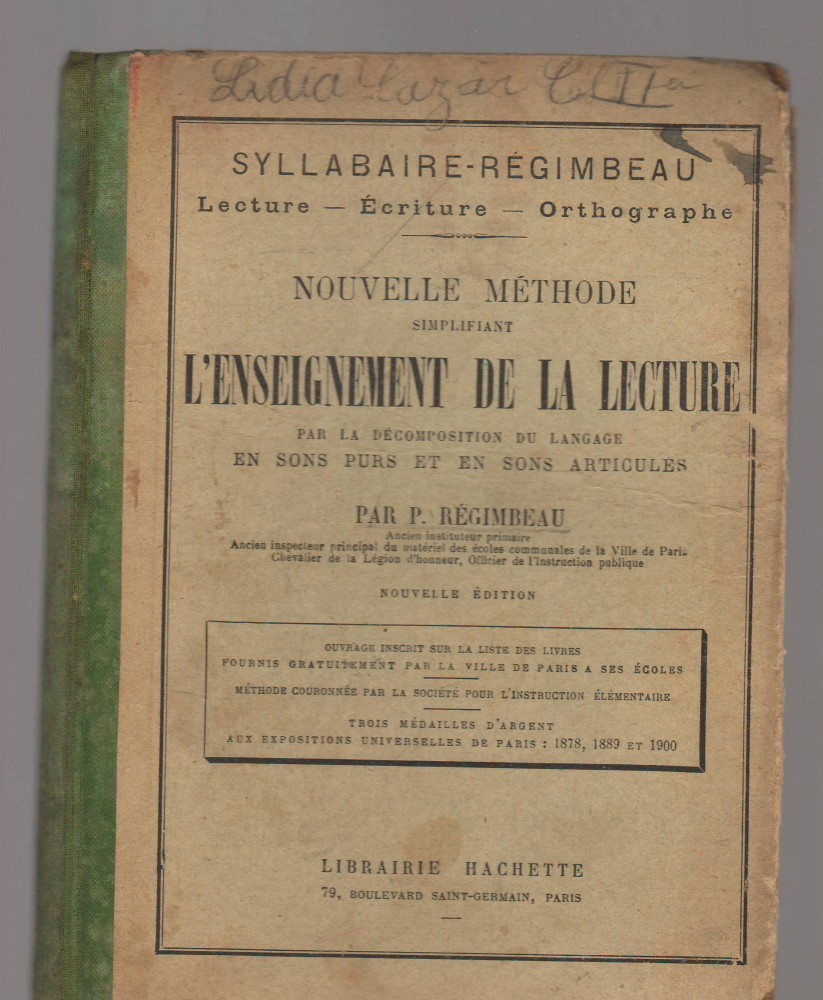 Lidia Lazar Cl II a
SYLLABAIRE-RÉGIMBEAU
Lecture — Écriture — Orthographe
NOUVELLE MÉTHODE
SIMPLIFIANT
L'ENSEIGNEMENT DE LA LECTURE
PAR LA DÉCOMPOSITION DU LANGAGE
EN SONS PURS ET EN SONS ARTICULÉS
PAR P. RÉGIMBEAU
Ancien instituteur primaire
Ancien inspecteur principal du matériel des écoles communales de la Ville de Paris
Chevalier de la Légion d'honneur, Officier de l'Instruction publique
NOUVELLE ÉDITION
OUVRAGE INSCRIT SUR LA LISTE DES LIVRES
FOURNIS GRATUITEMENT PAR LA VILLE DE PARIS A SES ÉCOLES
MÉTHODE COURONNÉE PAR LA SOCIÉTÉ POUR L'INSTRUCTION ÉLÉMENTAIRE
TROIS MÉDAILLES D'ARGENT
AUX EXPOSITIONS UNIVERSELLES DE PARIS : 1878, 1889 ET 1900
LIBRAIRIE HACHETTE
79, BOULEVARD SAINT-GERMAIN, PARIS